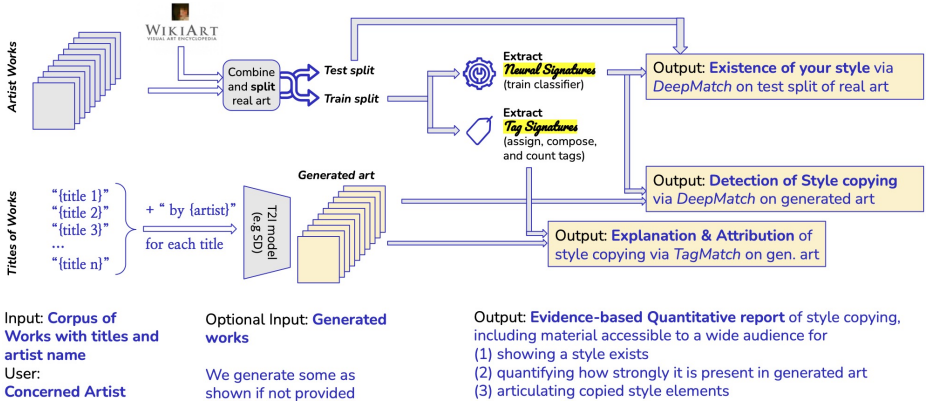 WIKIART
VISUAL ART ENCYCLOPEDIA
Artist Works
Combine
and split
real art
Test split
Train split
Extract
Neural Signatures
(train classifier)
Extract
Tag Signatures
(assign, compose,
and count tags)
Output: Existence of your style via
DeepMatch on test split of real art
Titles of Works
“{title 1}”
“{title 2}”
“{title 3}”
...
“{title n}”
+ “ by {artist}”
for each title
T2I model
(e.g SD)
Generated art
Output: Detection of Style copying
via DeepMatch on generated art
Output: Explanation & Attribution of
style copying via TagMatch on gen. art
Input: Corpus of
Works with titles and
artist name
User:
Concerned Artist
Optional Input: Generated
works
We generate some as
shown if not provided
Output: Evidence-based Quantitative report of style copying,
including material accessible to a wide audience for
(1) showing a style exists
(2) quantifying how strongly it is present in generated art
(3) articulating copied style elements